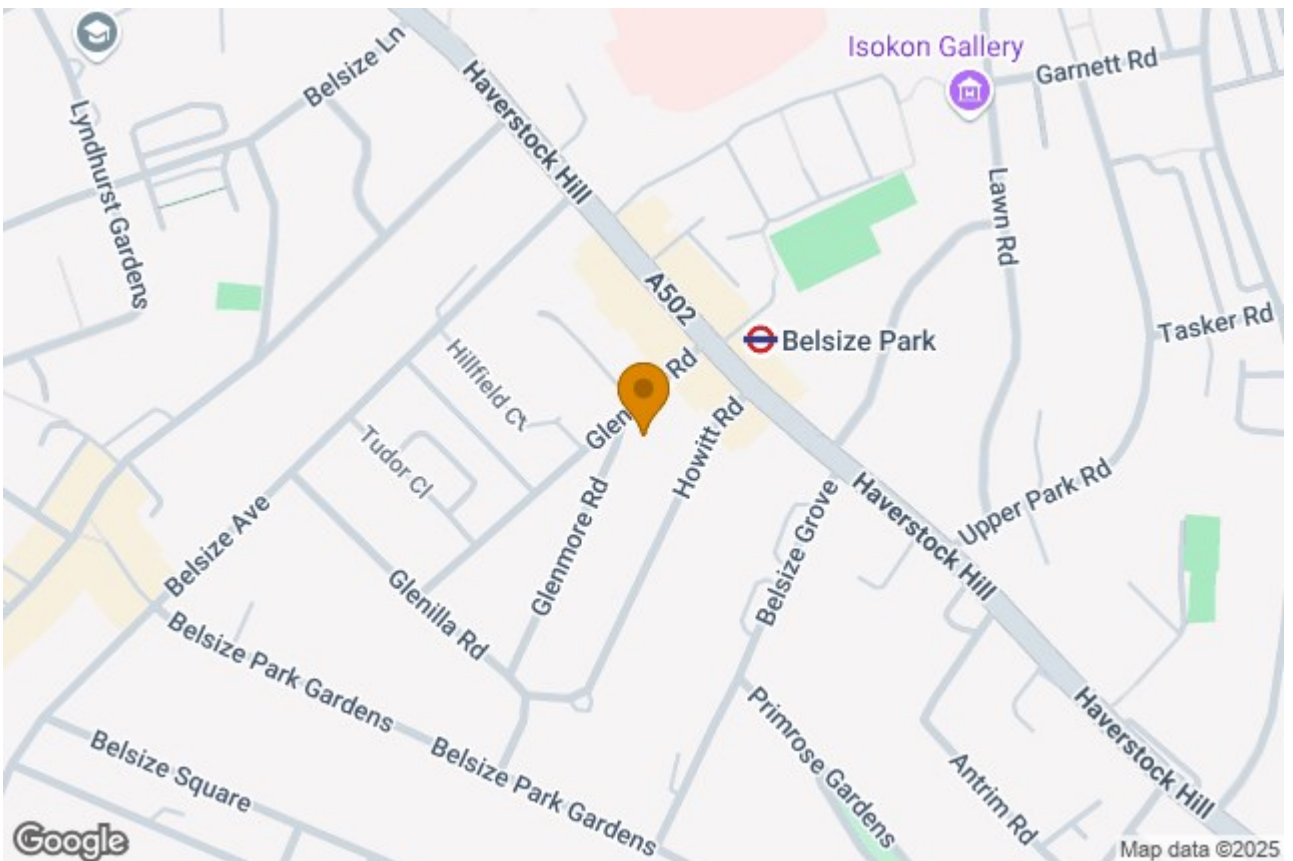 Isokon Gallery
Garnett Rd
Belsize Ln
Haverstock Hill
Lyndhurst Gardens
Lawn Rd
A502
Tasker Rd
Belsize Park
Hillfield Ct
Glen
Rd
Howitt Rd
Tudor Cl
Upper Park Rd
Belsize Grove
Haverstock Hill
Belsize Ave
Glenmore Rd
Glenilla Rd
Belsize Park Gardens
Primrose Gardens
Haverstock Hill
Belsize Square
Belsize Park Gardens
Antrim Rd
Google
Map data ©2025